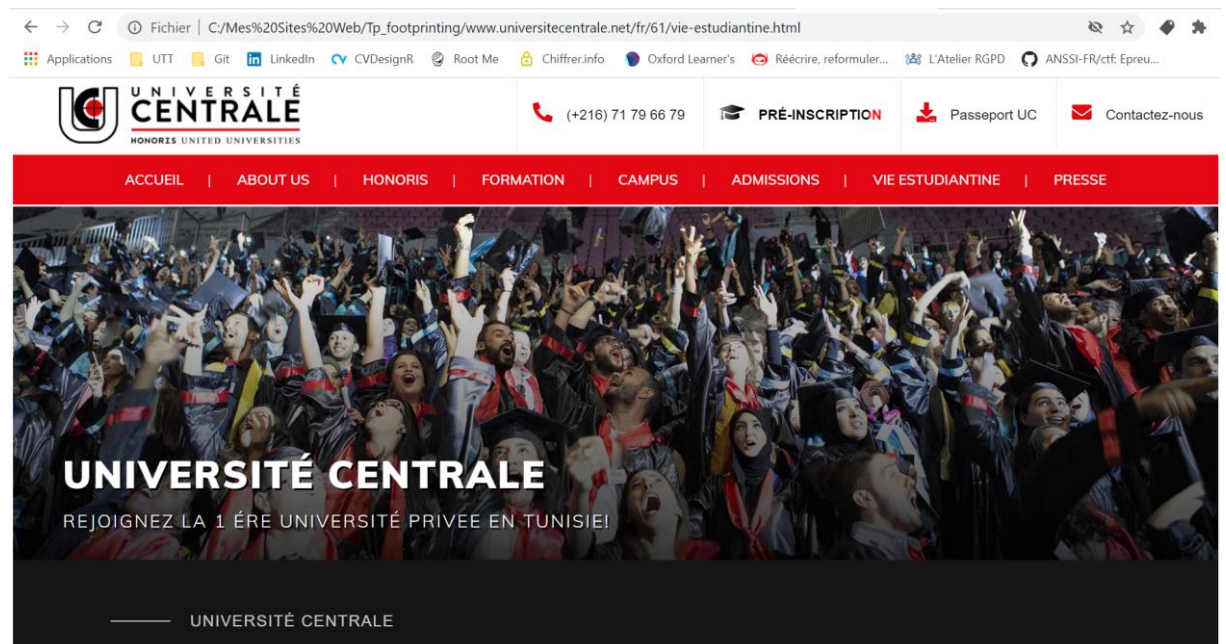 Fichier | C:/Mes%20Sites%20Web/Tp_footprinting/www.universitecentrale.net/fr/61/vie-estudiantine.html
Applications UTT Git LinkedIn CVDesignR Root Me Chiffrer.info Oxford Learner's Réécrire, reformuler... L'Atelier RGPD ANSSI-FR/ctf: Epreu...
UNIVERSITÉ
CENTRALE
HONORIS UNITED UNIVERSITIES
(+216) 71 79 66 79 PRÉ-INSCRIPTION Passeport UC Contactez-nous
ACCUEIL | ABOUT US | HONORIS | FORMATION | CAMPUS | ADMISSIONS | VIE ESTUDIANTINE | PRESSE
UNIVERSITÉ CENTRALE
REJOIGNEZ LA 1 ÉRE UNIVERSITÉ PRIVEE EN TUNISIE!
UNIVERSITÉ CENTRALE